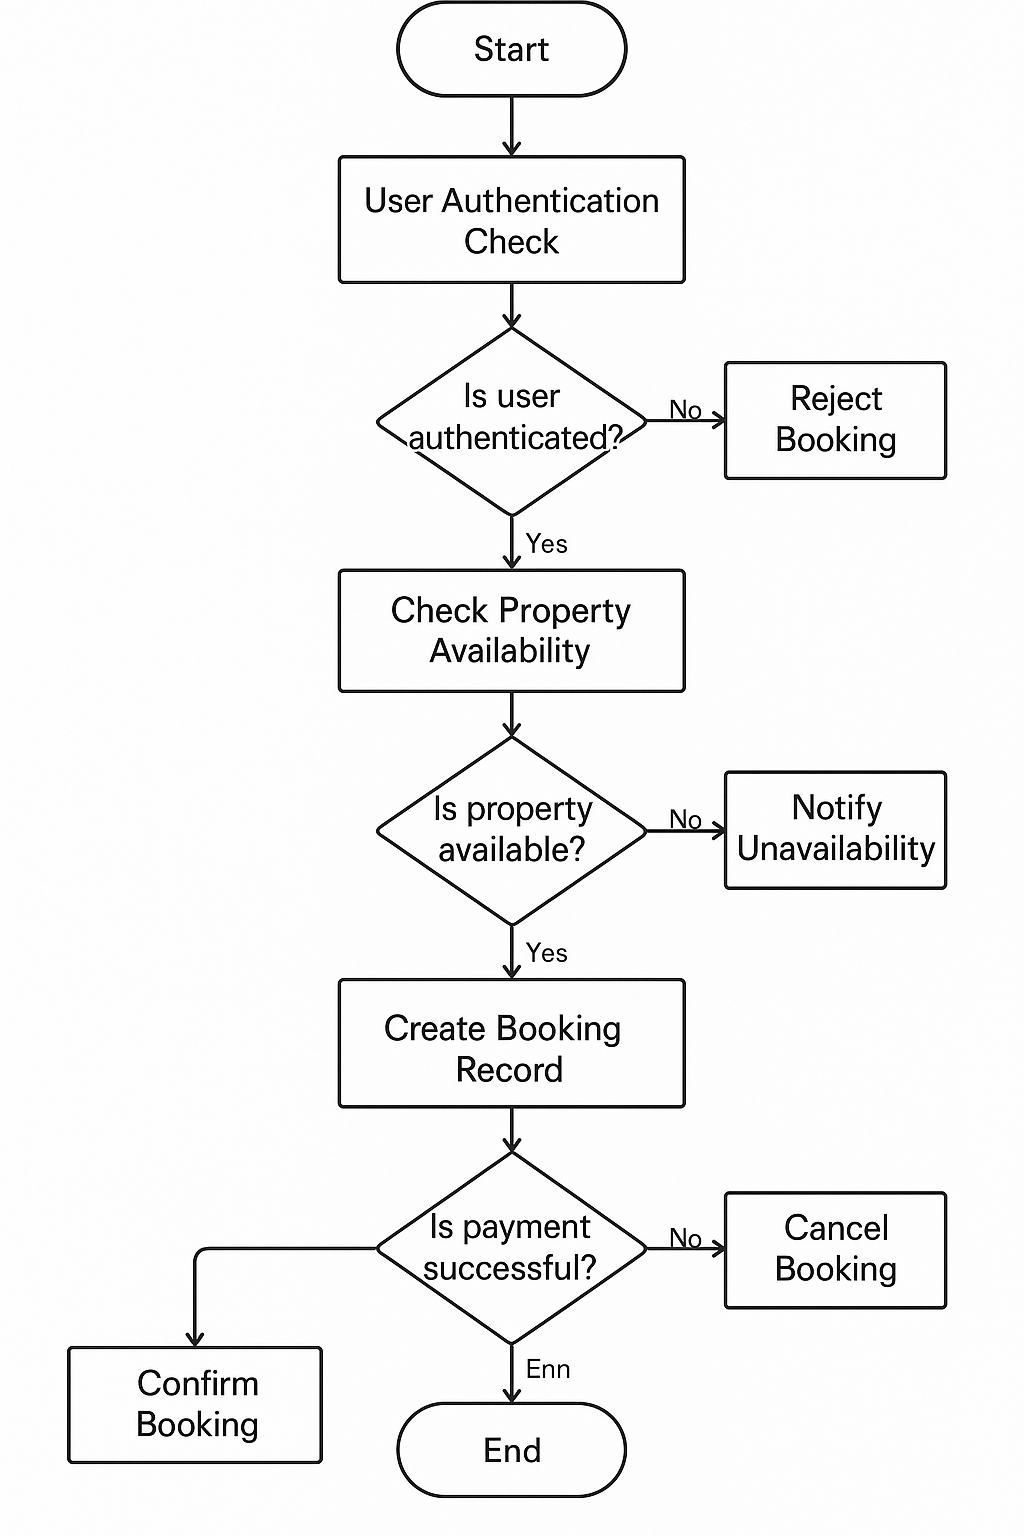 Start
User Authentication
Check
Is user
authenticated?
No
Reject
Booking
Yes
Check Property
Availability
Is property
available?
No
Notify
Unavailability
Yes
Create Booking
Record
Is payment
successful?
No
Cancel
Booking
Confirm
Booking
Enn
End